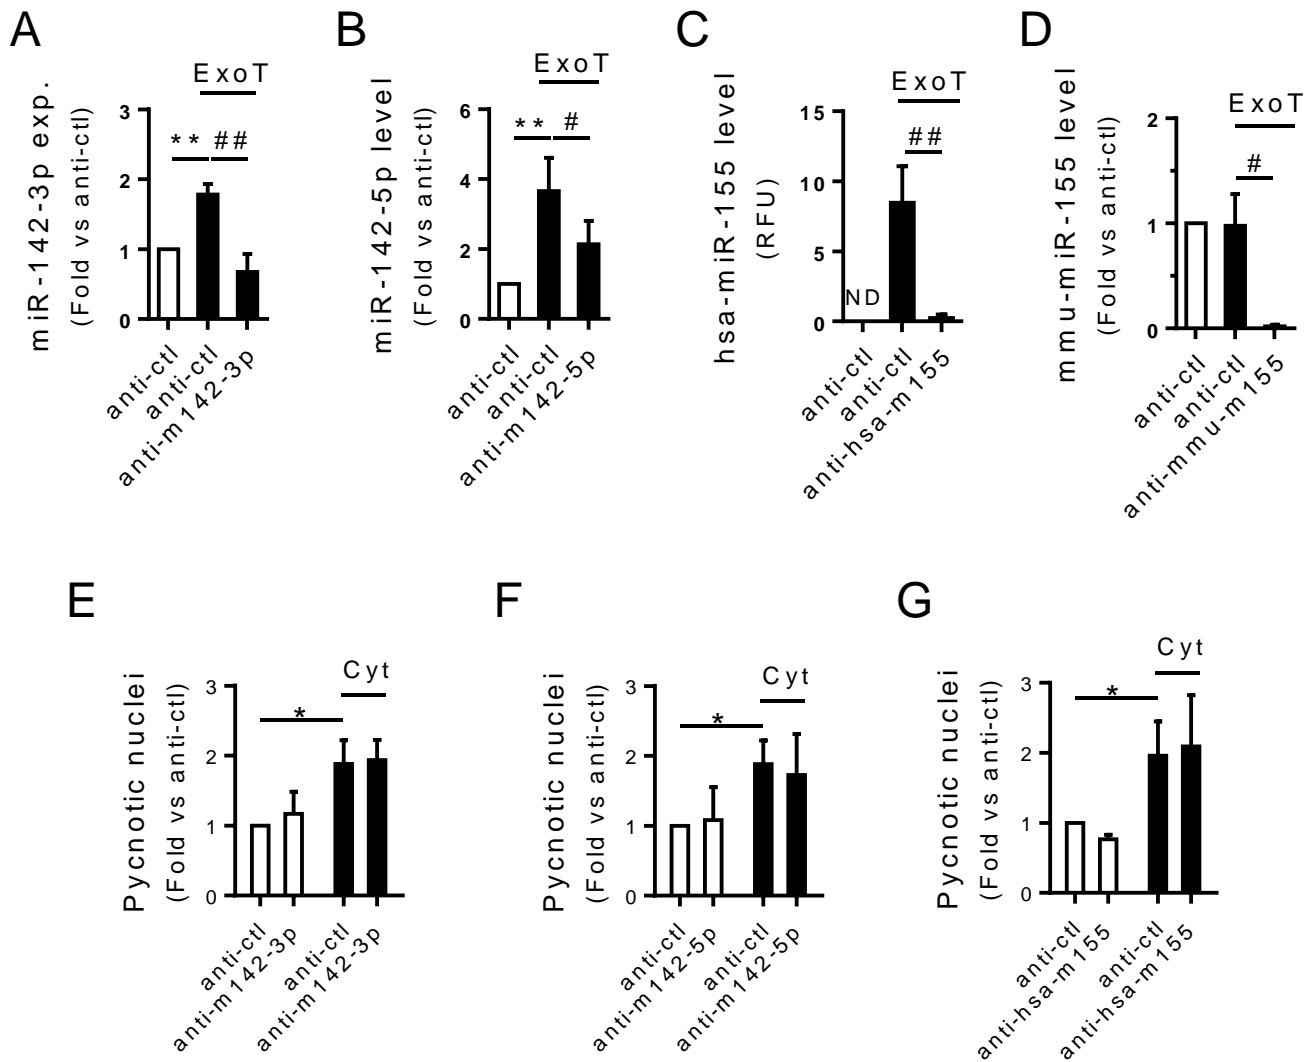 A
miR-142-3p exp.
(Fold vs anti-ctl)
ExoT
** ##
3
2
1
0
anti-ctl
anti-ctl
anti-m142-3p
B
miR-142-5p level
(Fold vs anti-ctl)
ExoT
** #
6
4
2
0
anti-ctl
anti-ctl
anti-m142-5p
C
hsa-miR-155 level
(RFU)
ExoT
##
15
10
5
0
ND
anti-ctl
anti-ctl
anti-hsa-m155
D
mmu-miR-155 level
(Fold vs anti-ctl)
ExoT
#
2
1
0
anti-ctl
anti-ctl
anti-mmu-m155
E
Pycnotic nuclei
(Fold vs anti-ctl)
Cyt
*
3
2
1
0
anti-ctl
anti-m142-3p
anti-ctl
anti-m142-3p
F
Pycnotic nuclei
(Fold vs anti-ctl)
Cyt
*
3
2
1
0
anti-ctl
anti-m142-5p
anti-ctl
anti-m142-5p
G
Pycnotic nuclei
(Fold vs anti-ctl)
Cyt
*
3
2
1
0
anti-ctl
anti-hsa-m155
anti-ctl
anti-hsa-m155